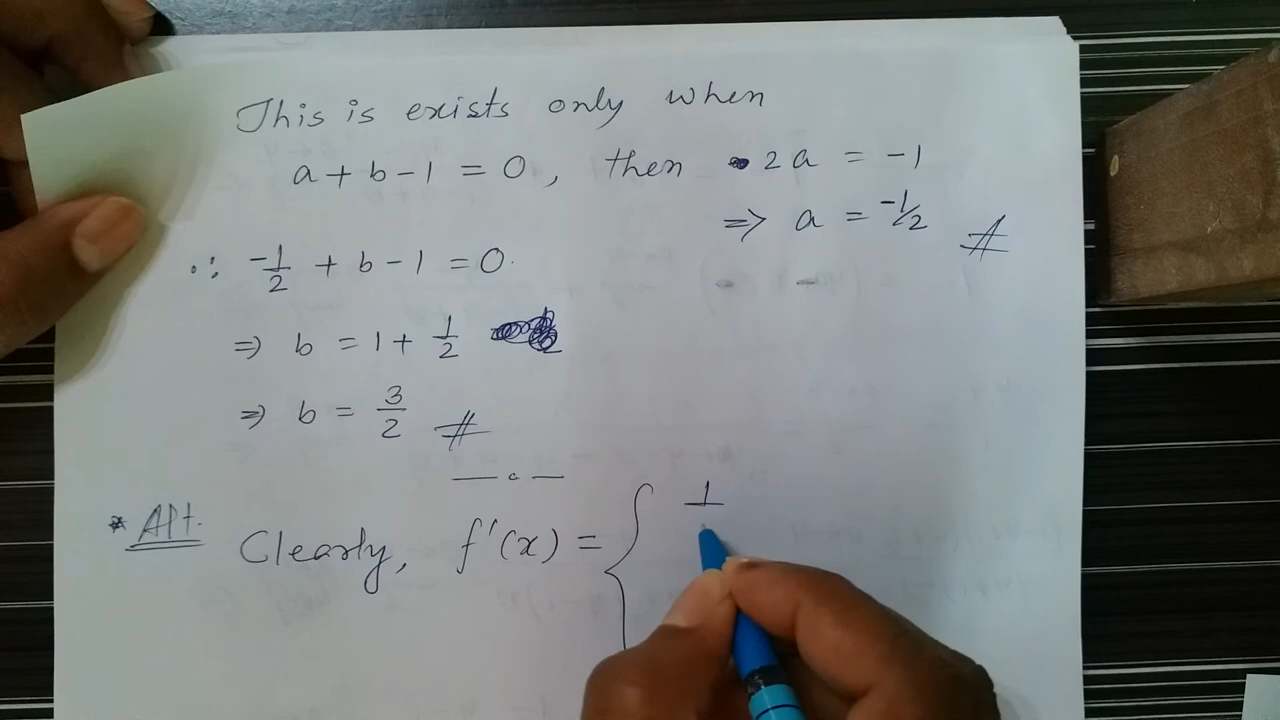 This is exists only when
a + b - 1 = 0, then 2a = -1
⇒ a = -1/2 #
∴ -1/2 + b - 1 = 0.
⇒ b = 1 + 1/2
⇒ b = 3/2 #
* Alt. Clearly, f'(x) = { 1